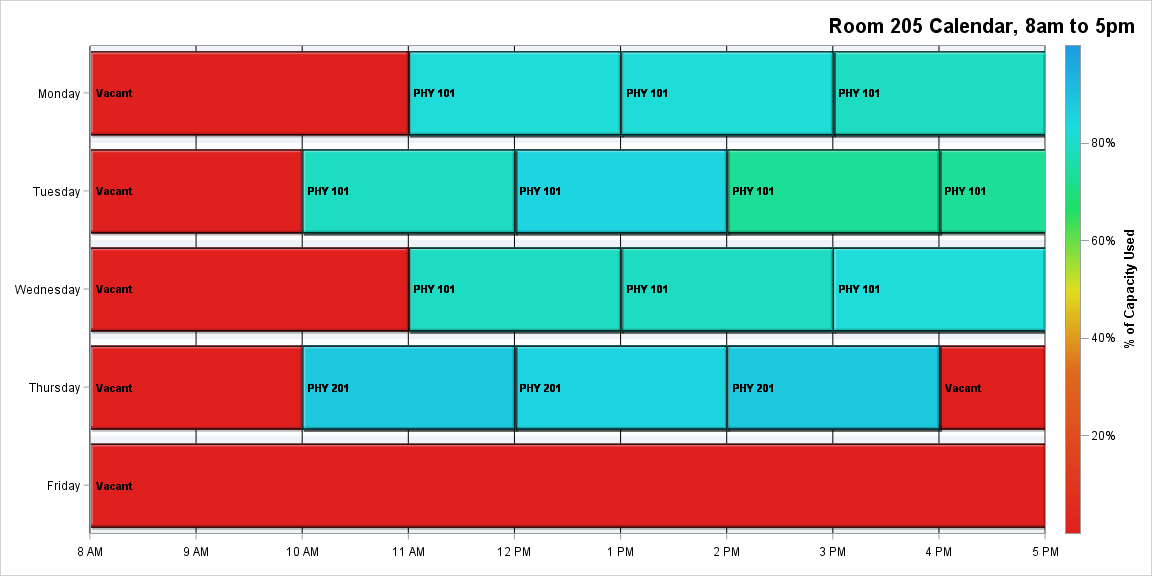 Room 205 Calendar, 8am to 5pm
Monday
Vacant
PHY 101
PHY 101
PHY 101
Tuesday
Vacant
PHY 101
PHY 101
PHY 101
PHY 101
Wednesday
Vacant
PHY 101
PHY 101
PHY 101
Thursday
Vacant
PHY 201
PHY 201
PHY 201
Vacant
Friday
Vacant
8 AM
9 AM
10 AM
11 AM
12 PM
1 PM
2 PM
3 PM
4 PM
5 PM
80%
60%
40%
20%
% of Capacity Used